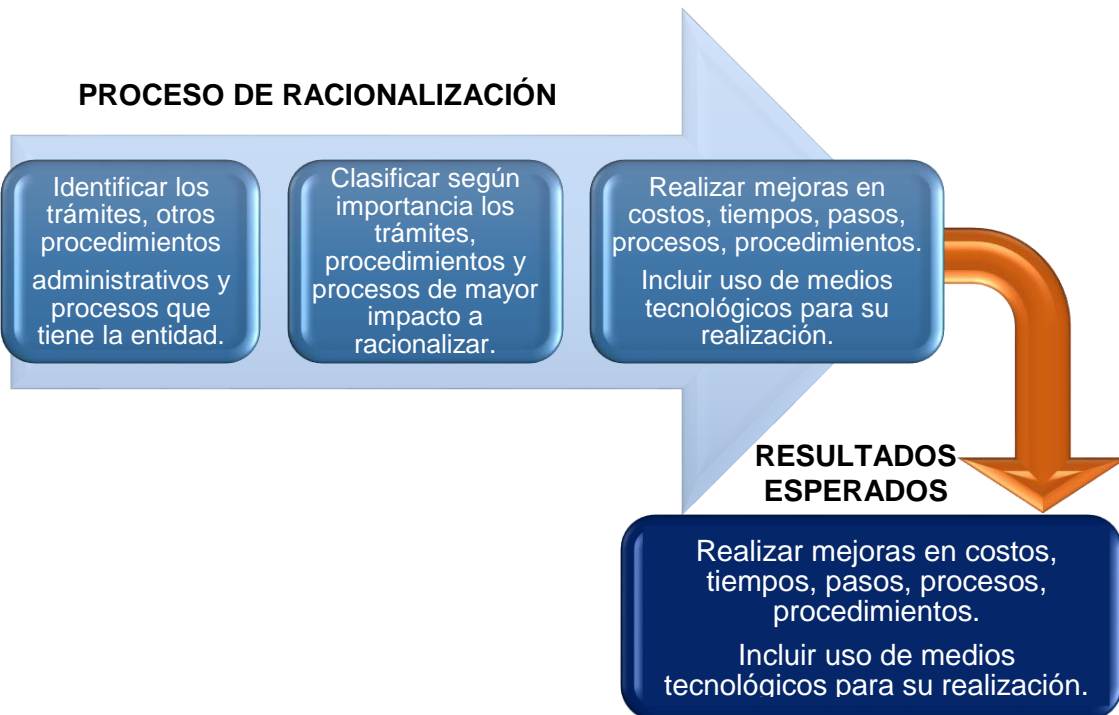 PROCESO DE RACIONALIZACIÓN
Identificar los
trámites, otros
procedimientos
administrativos y
procesos que
tiene la entidad.
Clasificar según
importancia los
trámites,
procedimientos y
procesos de mayor
impacto a
racionalizar.
Realizar mejoras en
costos, tiempos, pasos,
procesos, procedimientos.
Incluir uso de medios
tecnológicos para su
realización.
RESULTADOS
ESPERADOS
Realizar mejoras en costos,
tiempos, pasos, procesos,
procedimientos.
Incluir uso de medios
tecnológicos para su realización.